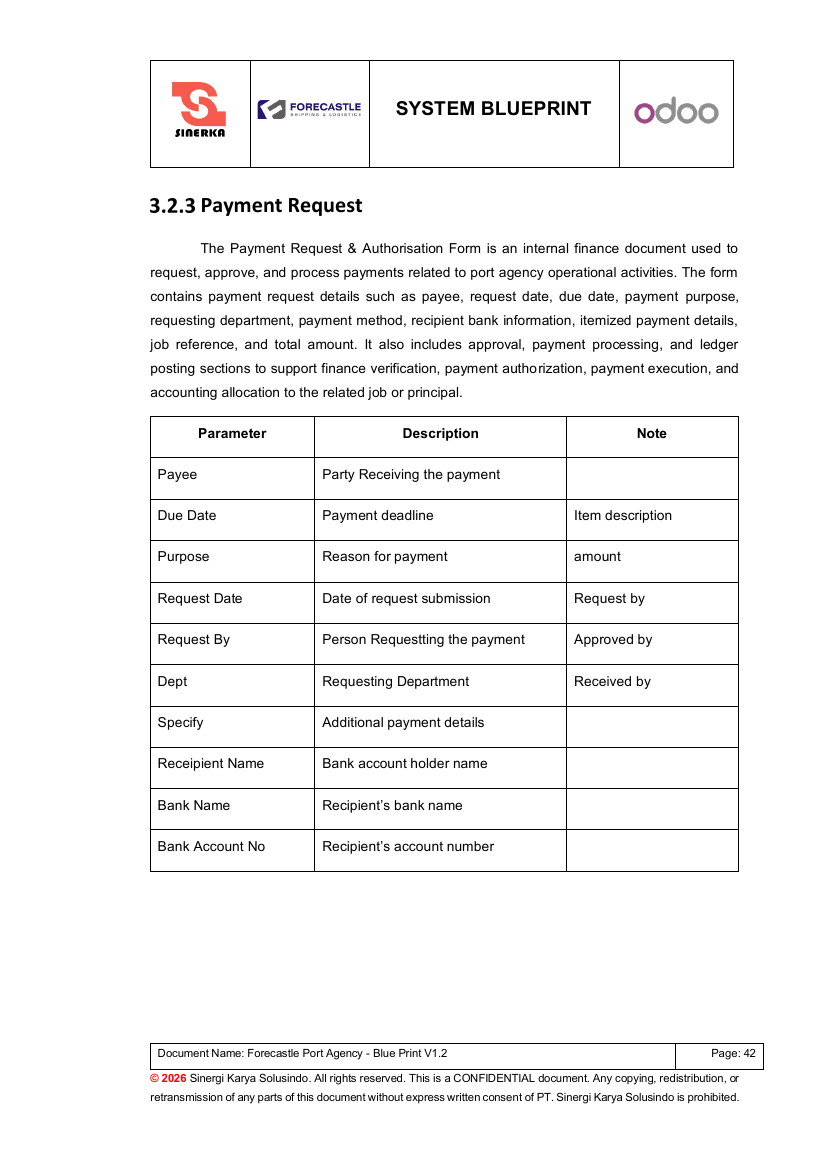 SINERKA
FORECASTLE
SHIPPING & LOGISTICS
SYSTEM BLUEPRINT
odoo
3.2.3 Payment Request
The Payment Request & Authorisation Form is an internal finance document used to
request, approve, and process payments related to port agency operational activities. The form
contains payment request details such as payee, request date, due date, payment purpose,
requesting department, payment method, recipient bank information, itemized payment details,
job reference, and total amount. It also includes approval, payment processing, and ledger
posting sections to support finance verification, payment authorization, payment execution, and
accounting allocation to the related job or principal.
Parameter Description Note
Payee Party Receiving the payment
Due Date Payment deadline Item description
Purpose Reason for payment amount
Request Date Date of request submission Request by
Request By Person Requestting the payment Approved by
Dept Requesting Department Received by
Specify Additional payment details
Receipient Name Bank account holder name
Bank Name Recipient’s bank name
Bank Account No Recipient’s account number
Document Name: Forecastle Port Agency - Blue Print V1.2 Page: 42
© 2026 Sinergi Karya Solusindo. All rights reserved. This is a CONFIDENTIAL document. Any copying, redistribution, or
retransmission of any parts of this document without express written consent of PT. Sinergi Karya Solusindo is prohibited.